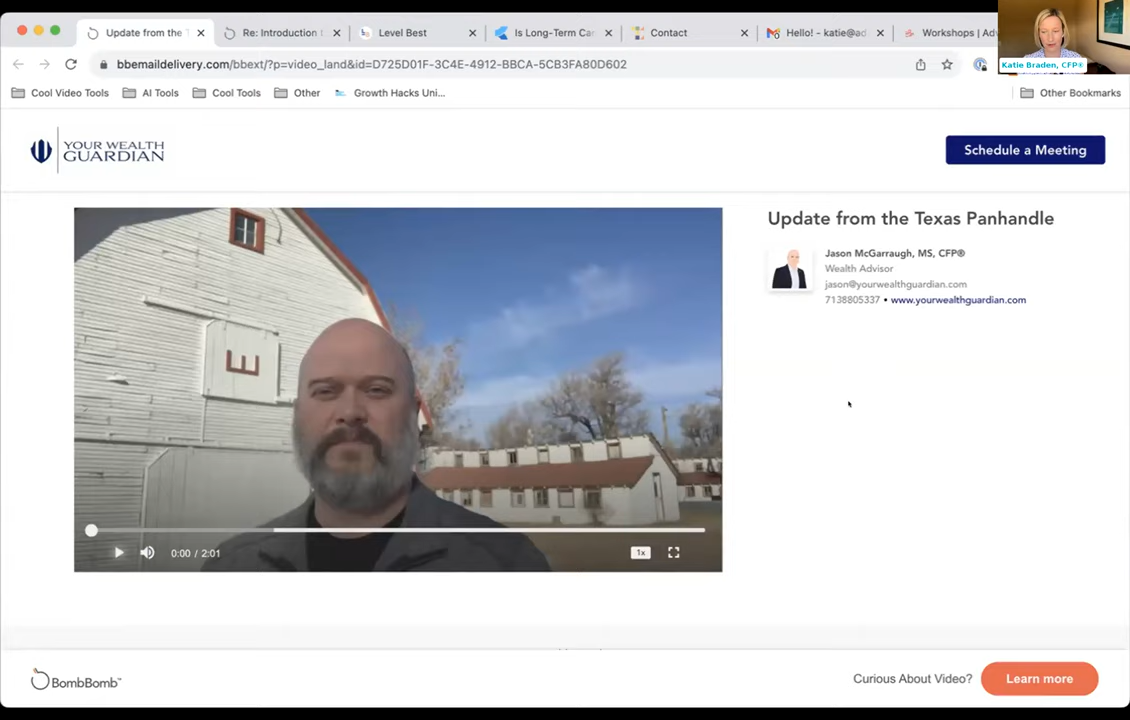 Update from the T
Re: Introduction
Level Best
Is Long-Term Car
Contact
Hello! - katie@ad
Workshops | Adv
Katie Braden, CFP®
bbemaildelivery.com/bbext/?p=video_land&id=D725D01F-3C4E-4912-BBCA-5CB3FA80D602
Cool Video Tools
AI Tools
Cool Tools
Other
Growth Hacks Uni...
Other Bookmarks
YOUR WEALTH
GUARDIAN
Schedule a Meeting
Update from the Texas Panhandle
Jason McGarraugh, MS, CFP®
Wealth Advisor
jason@yourwealthguardian.com
7138805337 • www.yourwealthguardian.com
E
0:00 / 2:01
1x
BombBomb™
Curious About Video?
Learn more